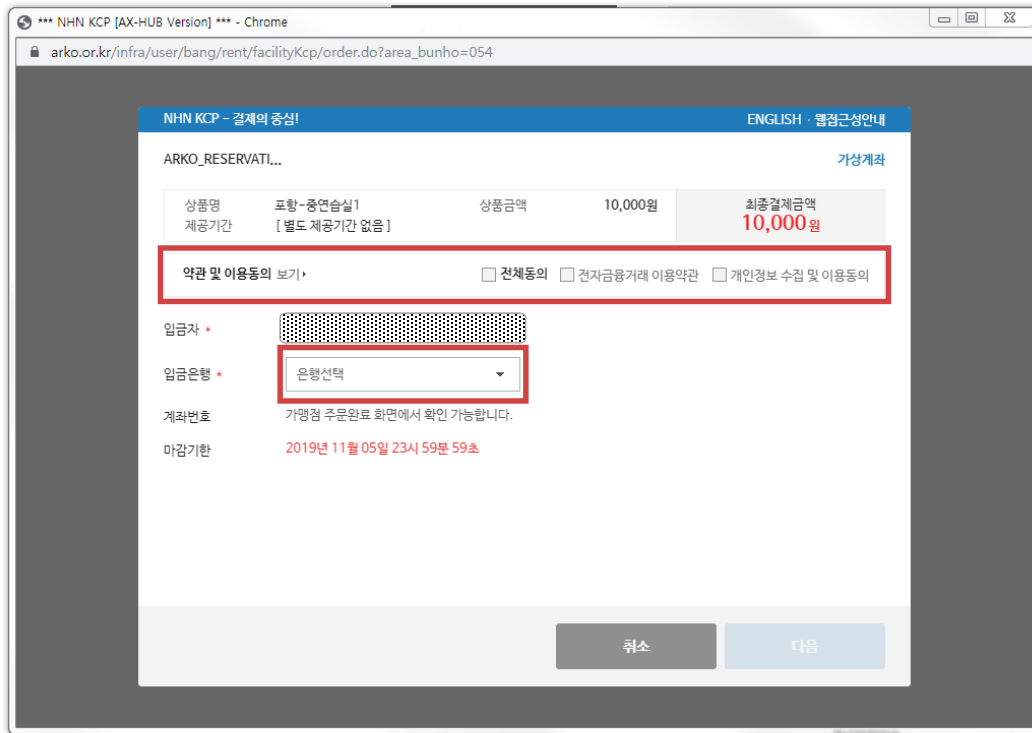 *** NHN KCP [AX-HUB Version] *** - Chrome
arko.or.kr/infra/user/bang/rent/facilityKcp/order.do?area_bunho=054
NHN KCP - 결제의 중심! ENGLISH · 웹접근성안내
ARKO_RESERVATI... 가상계좌
상품명 포항-중연습실1 상품금액 10,000원 최종결제금액
제공기간 [ 별도 제공기간 없음 ] 10,000 원
약관 및 이용동의 보기 전체동의 전자금융거래 이용약관 개인정보 수집 및 이용동의
입금자 *
입금은행 * 은행선택
계좌번호 가맹점 주문완료 화면에서 확인 가능합니다.
마감기한 2019년 11월 05일 23시 59분 59초
취소 다음